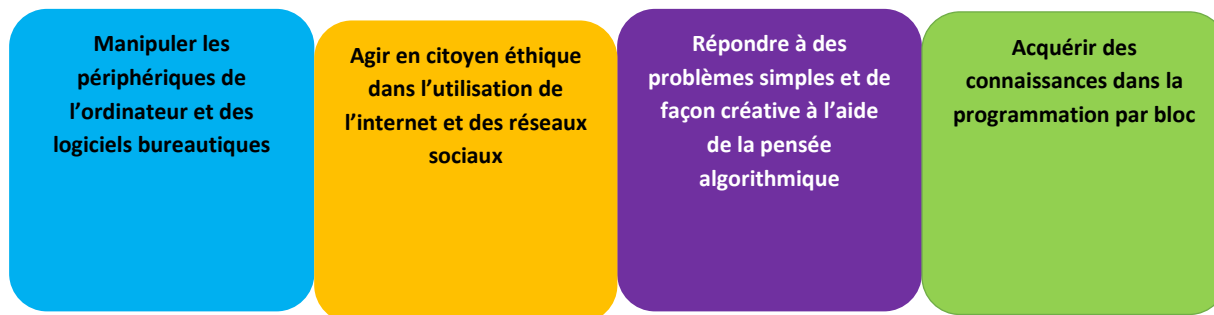 Manipuler les
périphériques de
l'ordinateur et des
logiciels bureautiques
Agir en citoyen éthique
dans l'utilisation de
l'internet et des réseaux
sociaux
Répondre à des
problèmes simples et de
façon créative à l'aide
de la pensée
algorithmique
Acquérir des
connaissances dans la
programmation par bloc